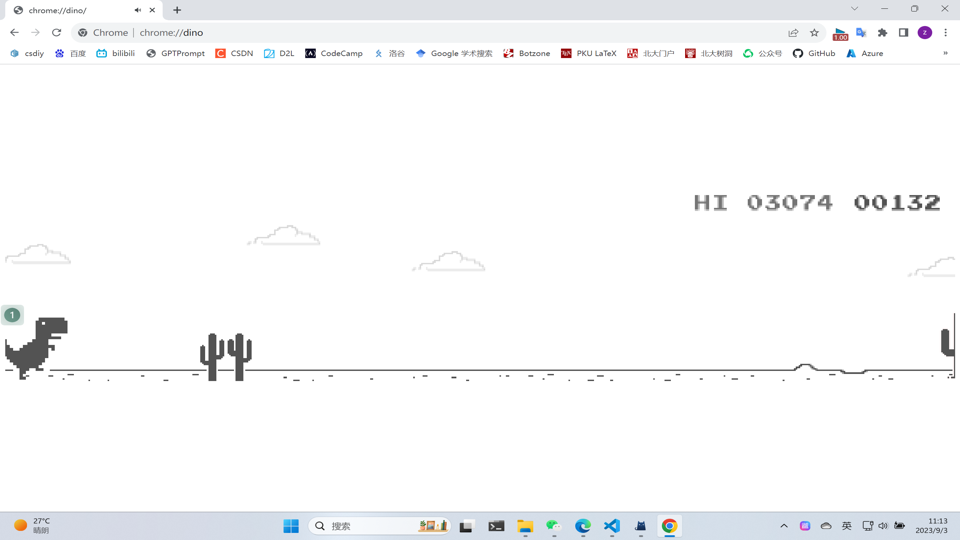 chrome://dino/
Chrome | chrome://dino
1.00
z
csdiy 百度 bilibili GPTPrompt CSDN D2L CodeCamp 洛谷 Google 学术搜索 Botzone PKU LaTeX 北大门户 北大树洞 公众号 GitHub Azure »
HI 03074 00132
1
27°C
晴朗
搜索
英
11:13
2023/9/3